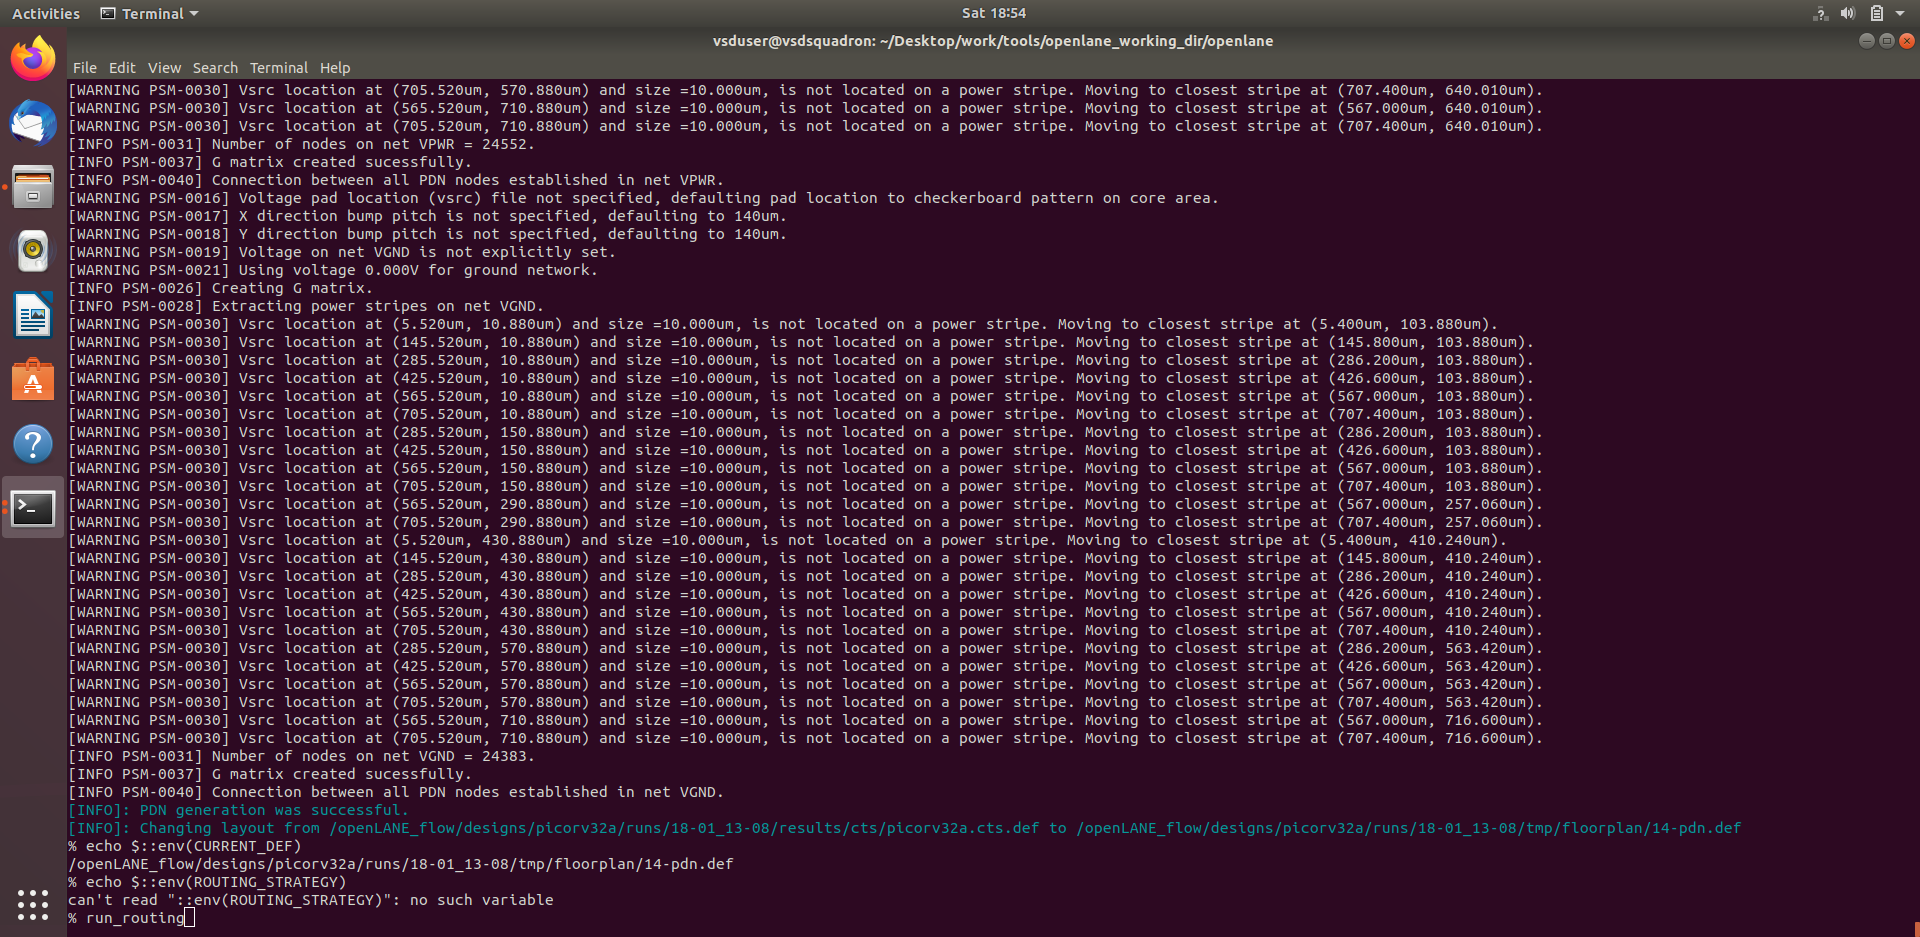 Activities
Terminal
Sat 18:54
vsduser@vsdsquadron: ~/Desktop/work/tools/openlane_working_dir/openlane
File Edit View Search Terminal Help
[WARNING PSM-0030] Vsrc location at (705.520um, 570.880um) and size =10.000um, is not located on a power stripe. Moving to closest stripe at (707.400um, 640.010um).
[WARNING PSM-0030] Vsrc location at (565.520um, 710.880um) and size =10.000um, is not located on a power stripe. Moving to closest stripe at (567.000um, 640.010um).
[WARNING PSM-0030] Vsrc location at (705.520um, 710.880um) and size =10.000um, is not located on a power stripe. Moving to closest stripe at (707.400um, 640.010um).
[INFO PSM-0031] Number of nodes on net VPWR = 24552.
[INFO PSM-0037] G matrix created sucessfully.
[INFO PSM-0040] Connection between all PDN nodes established in net VPWR.
[WARNING PSM-0016] Voltage pad location (vsrc) file not specified, defaulting pad location to checkerboard pattern on core area.
[WARNING PSM-0017] X direction bump pitch is not specified, defaulting to 140um.
[WARNING PSM-0018] Y direction bump pitch is not specified, defaulting to 140um.
[WARNING PSM-0019] Voltage on net VGND is not explicitly set.
[WARNING PSM-0021] Using voltage 0.000V for ground network.
[INFO PSM-0026] Creating G matrix.
[INFO PSM-0028] Extracting power stripes on net VGND.
[WARNING PSM-0030] Vsrc location at (5.520um, 10.880um) and size =10.000um, is not located on a power stripe. Moving to closest stripe at (5.400um, 103.880um).
[WARNING PSM-0030] Vsrc location at (145.520um, 10.880um) and size =10.000um, is not located on a power stripe. Moving to closest stripe at (145.800um, 103.880um).
[WARNING PSM-0030] Vsrc location at (285.520um, 10.880um) and size =10.000um, is not located on a power stripe. Moving to closest stripe at (286.200um, 103.880um).
[WARNING PSM-0030] Vsrc location at (425.520um, 10.880um) and size =10.000um, is not located on a power stripe. Moving to closest stripe at (426.600um, 103.880um).
[WARNING PSM-0030] Vsrc location at (565.520um, 10.880um) and size =10.000um, is not located on a power stripe. Moving to closest stripe at (567.000um, 103.880um).
[WARNING PSM-0030] Vsrc location at (705.520um, 10.880um) and size =10.000um, is not located on a power stripe. Moving to closest stripe at (707.400um, 103.880um).
[WARNING PSM-0030] Vsrc location at (285.520um, 150.880um) and size =10.000um, is not located on a power stripe. Moving to closest stripe at (286.200um, 103.880um).
[WARNING PSM-0030] Vsrc location at (425.520um, 150.880um) and size =10.000um, is not located on a power stripe. Moving to closest stripe at (426.600um, 103.880um).
[WARNING PSM-0030] Vsrc location at (565.520um, 150.880um) and size =10.000um, is not located on a power stripe. Moving to closest stripe at (567.000um, 103.880um).
[WARNING PSM-0030] Vsrc location at (705.520um, 150.880um) and size =10.000um, is not located on a power stripe. Moving to closest stripe at (707.400um, 103.880um).
[WARNING PSM-0030] Vsrc location at (565.520um, 290.880um) and size =10.000um, is not located on a power stripe. Moving to closest stripe at (567.000um, 257.060um).
[WARNING PSM-0030] Vsrc location at (705.520um, 290.880um) and size =10.000um, is not located on a power stripe. Moving to closest stripe at (707.400um, 257.060um).
[WARNING PSM-0030] Vsrc location at (5.520um, 430.880um) and size =10.000um, is not located on a power stripe. Moving to closest stripe at (5.400um, 410.240um).
[WARNING PSM-0030] Vsrc location at (145.520um, 430.880um) and size =10.000um, is not located on a power stripe. Moving to closest stripe at (145.800um, 410.240um).
[WARNING PSM-0030] Vsrc location at (285.520um, 430.880um) and size =10.000um, is not located on a power stripe. Moving to closest stripe at (286.200um, 410.240um).
[WARNING PSM-0030] Vsrc location at (425.520um, 430.880um) and size =10.000um, is not located on a power stripe. Moving to closest stripe at (426.600um, 410.240um).
[WARNING PSM-0030] Vsrc location at (565.520um, 430.880um) and size =10.000um, is not located on a power stripe. Moving to closest stripe at (567.000um, 410.240um).
[WARNING PSM-0030] Vsrc location at (705.520um, 430.880um) and size =10.000um, is not located on a power stripe. Moving to closest stripe at (707.400um, 410.240um).
[WARNING PSM-0030] Vsrc location at (285.520um, 570.880um) and size =10.000um, is not located on a power stripe. Moving to closest stripe at (286.200um, 563.420um).
[WARNING PSM-0030] Vsrc location at (425.520um, 570.880um) and size =10.000um, is not located on a power stripe. Moving to closest stripe at (426.600um, 563.420um).
[WARNING PSM-0030] Vsrc location at (565.520um, 570.880um) and size =10.000um, is not located on a power stripe. Moving to closest stripe at (567.000um, 563.420um).
[WARNING PSM-0030] Vsrc location at (705.520um, 570.880um) and size =10.000um, is not located on a power stripe. Moving to closest stripe at (707.400um, 563.420um).
[WARNING PSM-0030] Vsrc location at (565.520um, 710.880um) and size =10.000um, is not located on a power stripe. Moving to closest stripe at (567.000um, 716.600um).
[WARNING PSM-0030] Vsrc location at (705.520um, 710.880um) and size =10.000um, is not located on a power stripe. Moving to closest stripe at (707.400um, 716.600um).
[INFO PSM-0031] Number of nodes on net VGND = 24383.
[INFO PSM-0037] G matrix created sucessfully.
[INFO PSM-0040] Connection between all PDN nodes established in net VGND.
[INFO]: PDN generation was successful.
[INFO]: Changing layout from /openLANE_flow/designs/picorv32a/runs/18-01_13-08/results/cts/picorv32a.cts.def to /openLANE_flow/designs/picorv32a/runs/18-01_13-08/tmp/floorplan/14-pdn.def
% echo $::env(CURRENT_DEF)
/openLANE_flow/designs/picorv32a/runs/18-01_13-08/tmp/floorplan/14-pdn.def
% echo $::env(ROUTING_STRATEGY)
can't read "::env(ROUTING_STRATEGY)": no such variable
% run_routing